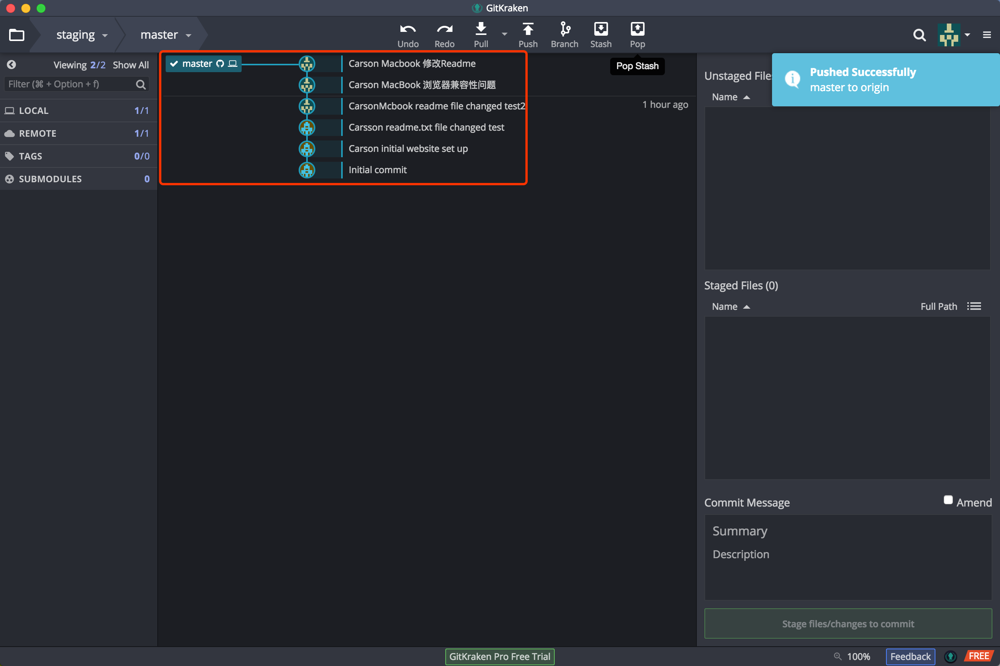 GitKraken
staging
master
Undo
Redo
Pull
Push
Branch
Stash
Pop
Pop Stash
Viewing 2/2 Show All
Filter (⌘ + Option + f)
LOCAL 1/1
REMOTE 1/1
TAGS 0/0
SUBMODULES 0
master
Carson Macbook 修改Readme
Carson MacBook 浏览器兼容性问题
CarsonMcbook readme file changed test2
1 hour ago
Carsson readme.txt file changed test
Carson initial website set up
Initial commit
Pushed Successfully
master to origin
Unstaged Files
Name
Staged Files (0)
Name
Full Path
Commit Message
Amend
Summary
Description
Stage files/changes to commit
GitKraken Pro Free Trial
100%
Feedback
FREE